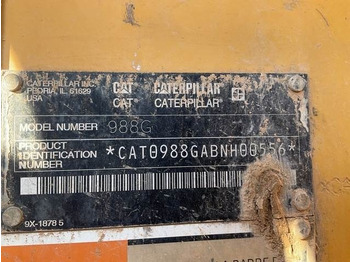 CATERPILLAR INC.
PEORIA, IL 61629
USA
CAT CATERPILLAR
CAT CATERPILLAR
MODEL NUMBER 988G
PRODUCT
IDENTIFICATION
NUMBER
*CAT0988GABNH00556*
9X-1878 5